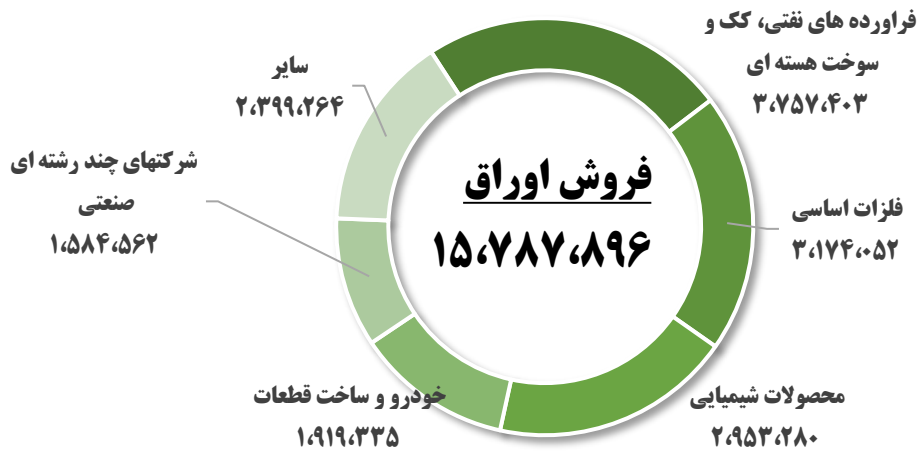 فراورده های نفتی، کک و
سوخت هسته ای
۳،۷۵۷،۴۰۳
سایر
۲،۳۹۹،۲۶۴
شرکتهای چند رشته ای
صنعتی
۱،۵۸۴،۵۶۲
فروش اوراق
۱۵،۷۸۷،۸۹۶
فلزات اساسی
۳،۱۷۴،۰۵۲
محصولات شیمیایی
۲،۹۵۳،۲۸۰
خودرو و ساخت قطعات
۱،۹۱۹،۳۳۵